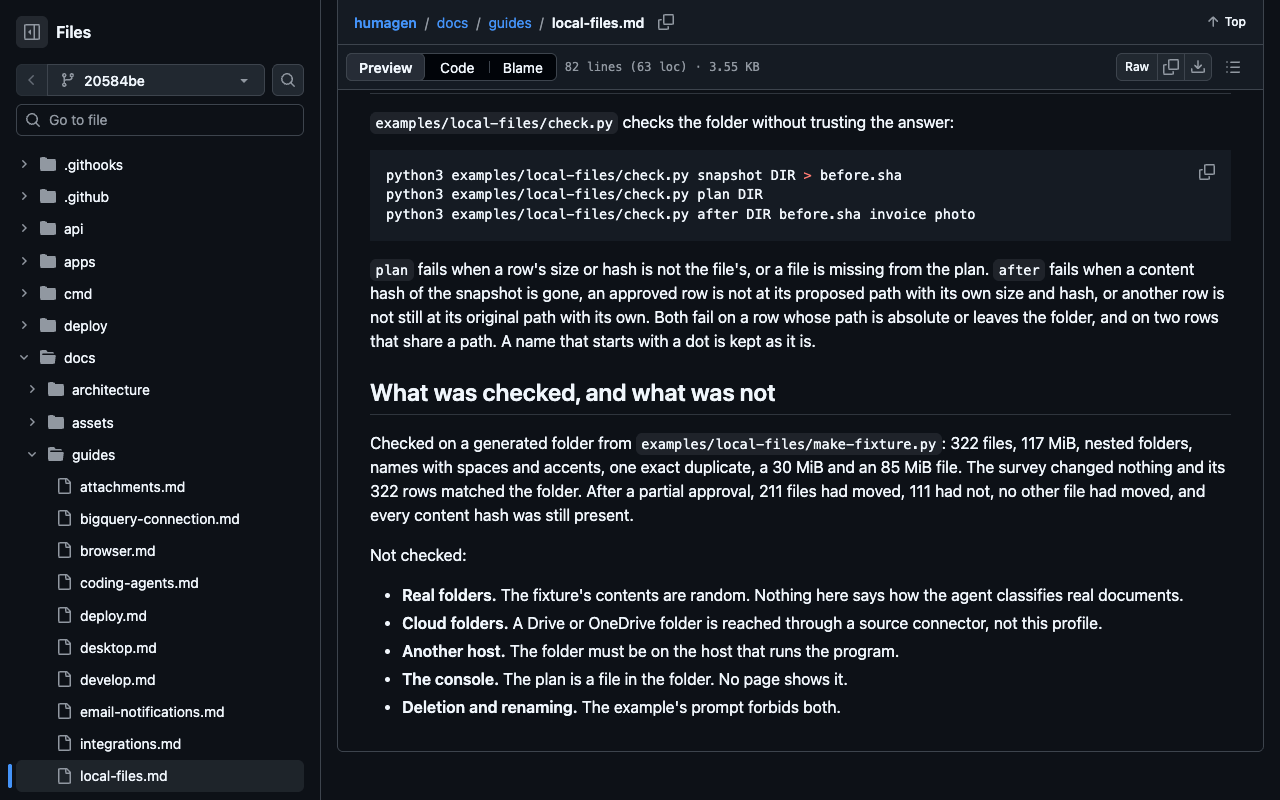 Files
20584be
Go to file
.githooks
.github
api
apps
cmd
deploy
docs
architecture
assets
guides
attachments.md
bigquery-connection.md
browser.md
coding-agents.md
deploy.md
desktop.md
develop.md
email-notifications.md
integrations.md
local-files.md
humagen / docs / guides / local-files.md
Top
Preview Code Blame 82 lines (63 loc) · 3.55 KB Raw
examples/local-files/check.py checks the folder without trusting the answer:
python3 examples/local-files/check.py snapshot DIR > before.sha
python3 examples/local-files/check.py plan DIR
python3 examples/local-files/check.py after DIR before.sha invoice photo
plan fails when a row's size or hash is not the file's, or a file is missing from the plan. after fails when a content
hash of the snapshot is gone, an approved row is not at its proposed path with its own size and hash, or another row is
not still at its original path with its own. Both fail on a row whose path is absolute or leaves the folder, and on two rows
that share a path. A name that starts with a dot is kept as it is.
What was checked, and what was not
Checked on a generated folder from examples/local-files/make-fixture.py: 322 files, 117 MiB, nested folders,
names with spaces and accents, one exact duplicate, a 30 MiB and an 85 MiB file. The survey changed nothing and its
322 rows matched the folder. After a partial approval, 211 files had moved, 111 had not, no other file had moved, and
every content hash was still present.
Not checked:
• Real folders. The fixture's contents are random. Nothing here says how the agent classifies real documents.
• Cloud folders. A Drive or OneDrive folder is reached through a source connector, not this profile.
• Another host. The folder must be on the host that runs the program.
• The console. The plan is a file in the folder. No page shows it.
• Deletion and renaming. The example's prompt forbids both.